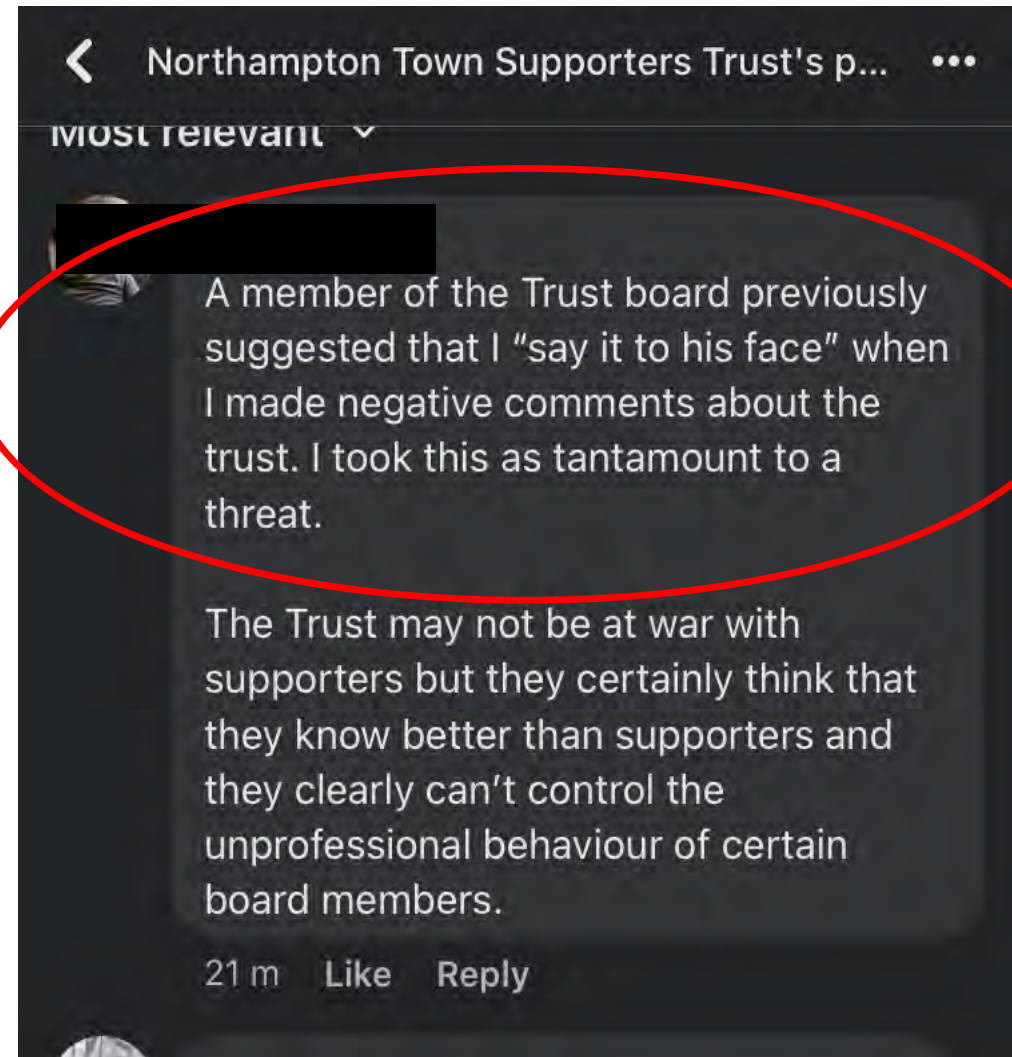 Northampton Town Supporters Trust's p...
Most relevant
A member of the Trust board previously
suggested that I “say it to his face” when
I made negative comments about the
trust. I took this as tantamount to a
threat.
The Trust may not be at war with
supporters but they certainly think that
they know better than supporters and
they clearly can’t control the
unprofessional behaviour of certain
board members.
21 m Like Reply